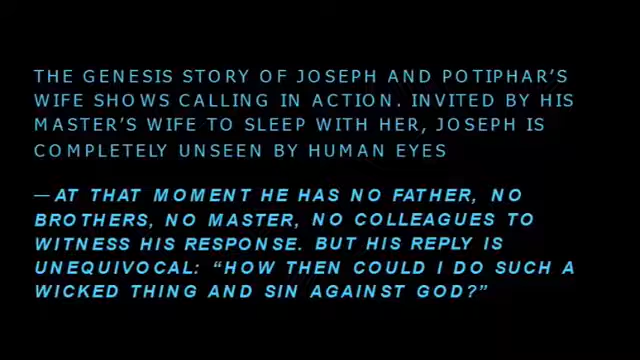 THE GENESIS STORY OF JOSEPH AND POTIPHAR’S
WIFE SHOWS CALLING IN ACTION. INVITED BY HIS
MASTER’S WIFE TO SLEEP WITH HER, JOSEPH IS
COMPLETELY UNSEEN BY HUMAN EYES
—AT THAT MOMENT HE HAS NO FATHER, NO
BROTHERS, NO MASTER, NO COLLEAGUES TO
WITNESS HIS RESPONSE. BUT HIS REPLY IS
UNEQUIVOCAL: “HOW THEN COULD I DO SUCH A
WICKED THING AND SIN AGAINST GOD?”